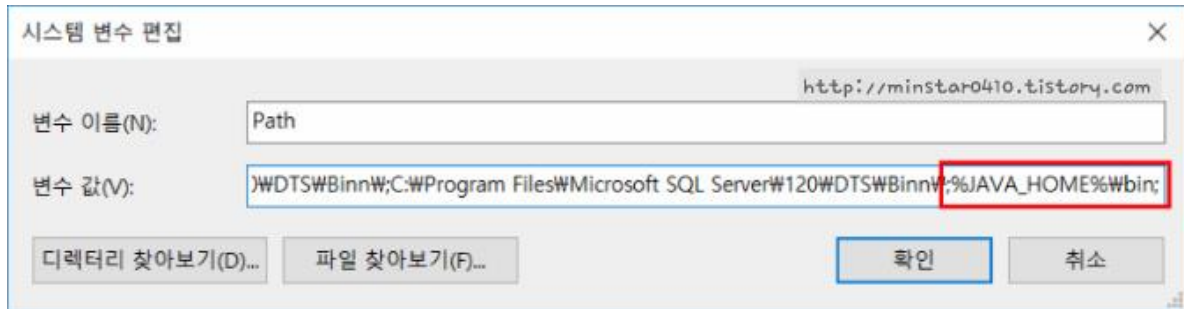 시스템 변수 편집
http://minstar0410.tistory.com
변수 이름(N):
Path
변수 값(V):
)₩DTS₩Binn₩;C:₩Program Files₩Microsoft SQL Server₩120₩DTS₩Binn₩;%JAVA_HOME%₩bin;
디렉터리 찾아보기(D)... 파일 찾아보기(F)... 확인 취소